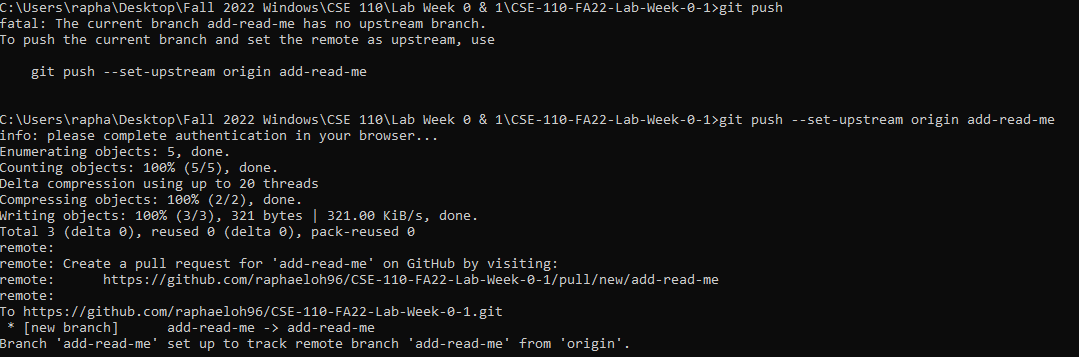 C:\Users\rapha\Desktop\Fall 2022 Windows\CSE 110\Lab Week 0 & 1\CSE-110-FA22-Lab-Week-0-1>git push
fatal: The current branch add-read-me has no upstream branch.
To push the current branch and set the remote as upstream, use
    git push --set-upstream origin add-read-me
C:\Users\rapha\Desktop\Fall 2022 Windows\CSE 110\Lab Week 0 & 1\CSE-110-FA22-Lab-Week-0-1>git push --set-upstream origin add-read-me
info: please complete authentication in your browser...
Enumerating objects: 5, done.
Counting objects: 100% (5/5), done.
Delta compression using up to 20 threads
Compressing objects: 100% (2/2), done.
Writing objects: 100% (3/3), 321 bytes | 321.00 KiB/s, done.
Total 3 (delta 0), reused 0 (delta 0), pack-reused 0
remote:
remote: Create a pull request for 'add-read-me' on GitHub by visiting:
remote:      https://github.com/raphaeloh96/CSE-110-FA22-Lab-Week-0-1/pull/new/add-read-me
remote:
To https://github.com/raphaeloh96/CSE-110-FA22-Lab-Week-0-1.git
 * [new branch]      add-read-me -> add-read-me
Branch 'add-read-me' set up to track remote branch 'add-read-me' from 'origin'.